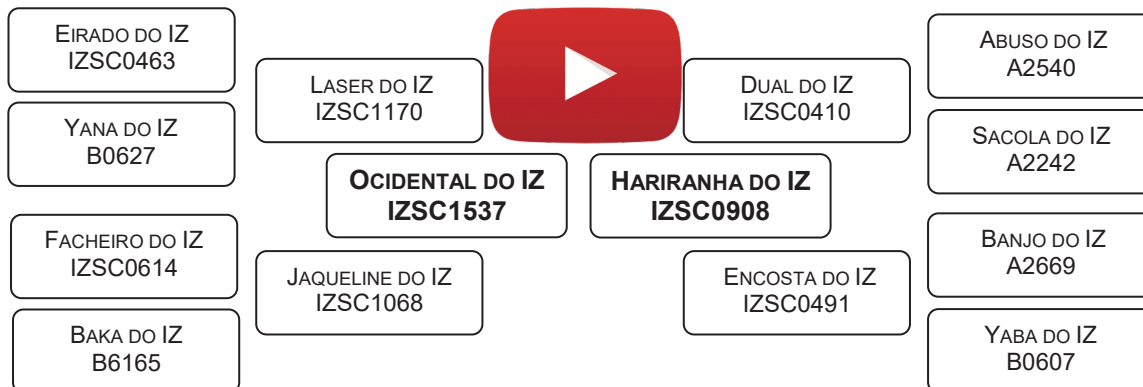 EIRADO DO IZ
IZSC0463
YANA DO IZ
B0627
FACHEIRO DO IZ
IZSC0614
BAKA DO IZ
B6165
LASER DO IZ
IZSC1170
JAQUELINE DO IZ
IZSC1068
OCIDENTAL DO IZ
IZSC1537
HARIRANHA DO IZ
IZSC0908
DUAL DO IZ
IZSC0410
ENCOSTA DO IZ
IZSC0491
ABUSO DO IZ
A2540
SACOLA DO IZ
A2242
BANJO DO IZ
A2669
YABA DO IZ
B0607